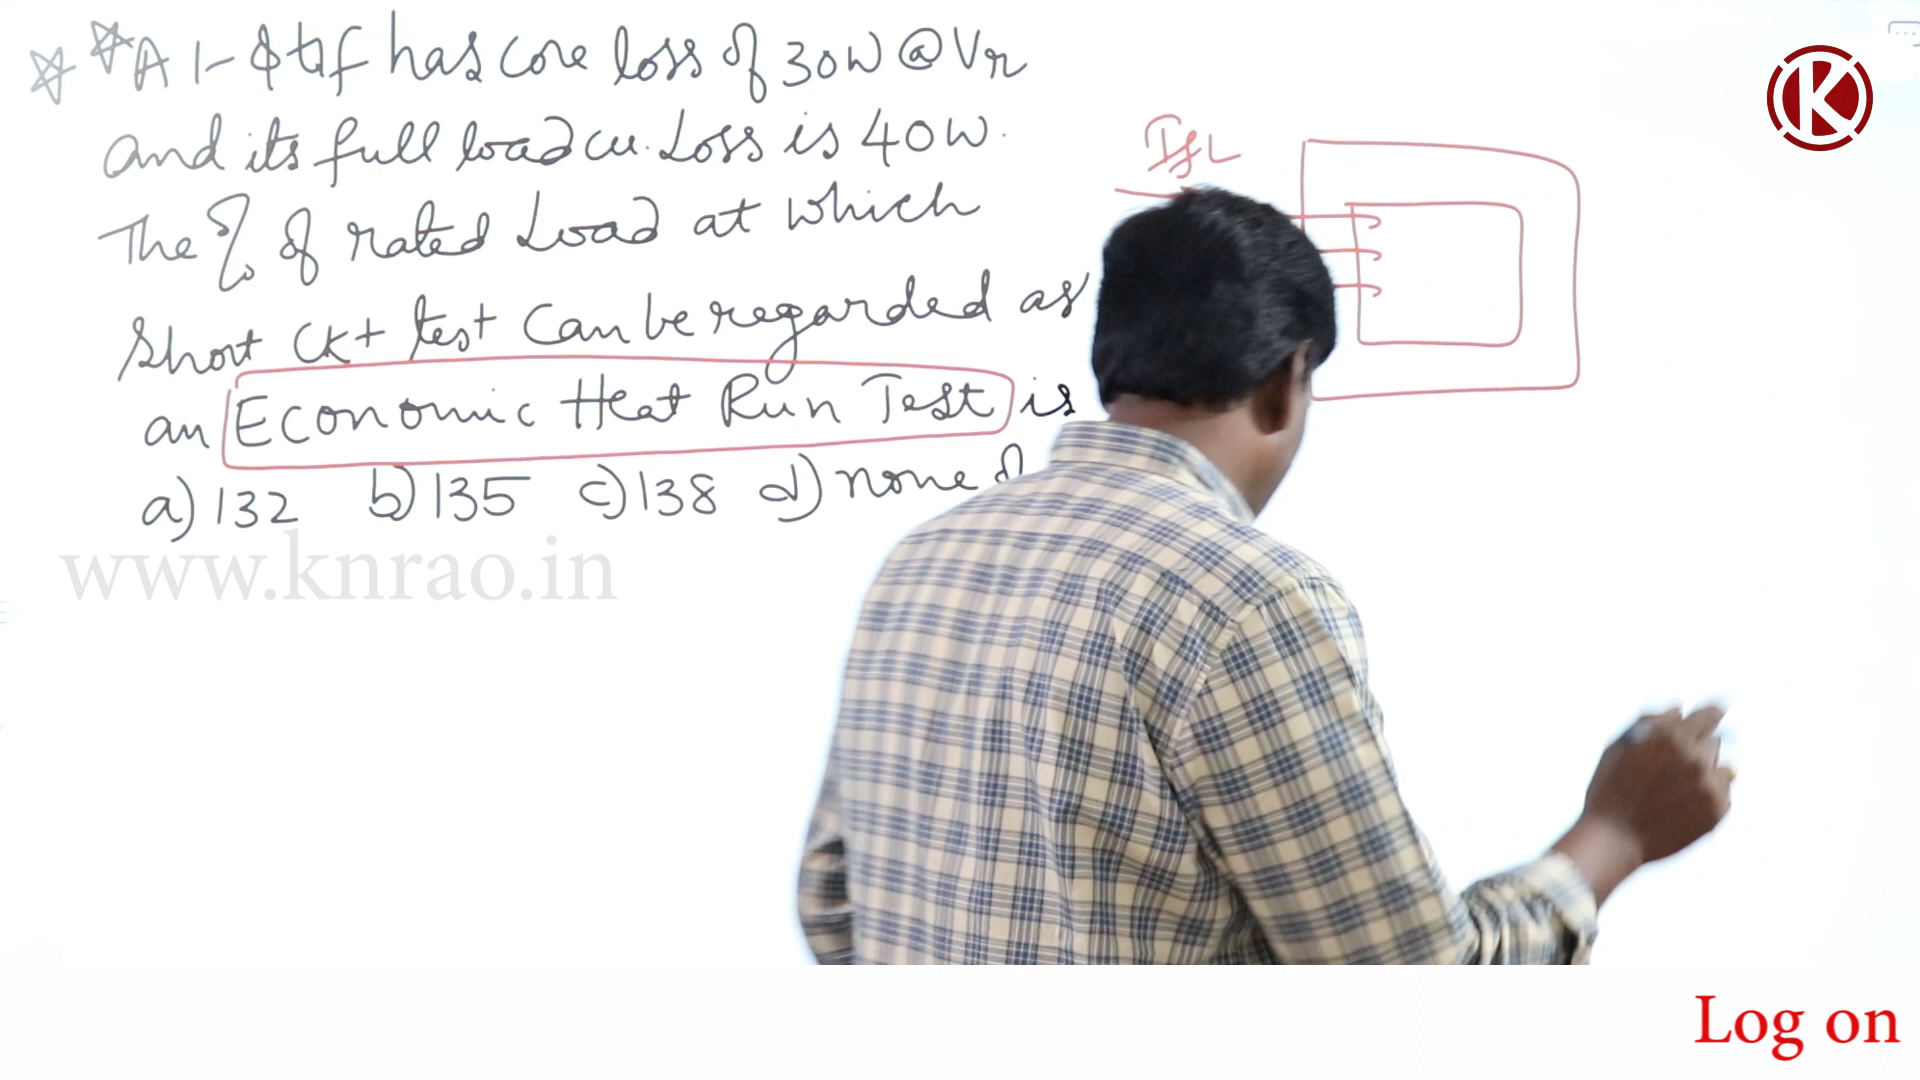 A 1-ϕ t/f has core loss of 30W @ Vr
and its full load cu. Loss is 40W.
The % of rated Load at which
Short Ckt test can be regarded as
an Economic Heat Run Test is
a) 132 b) 135 c) 138 d) none of
IfL
K
www.knrao.in
Log on